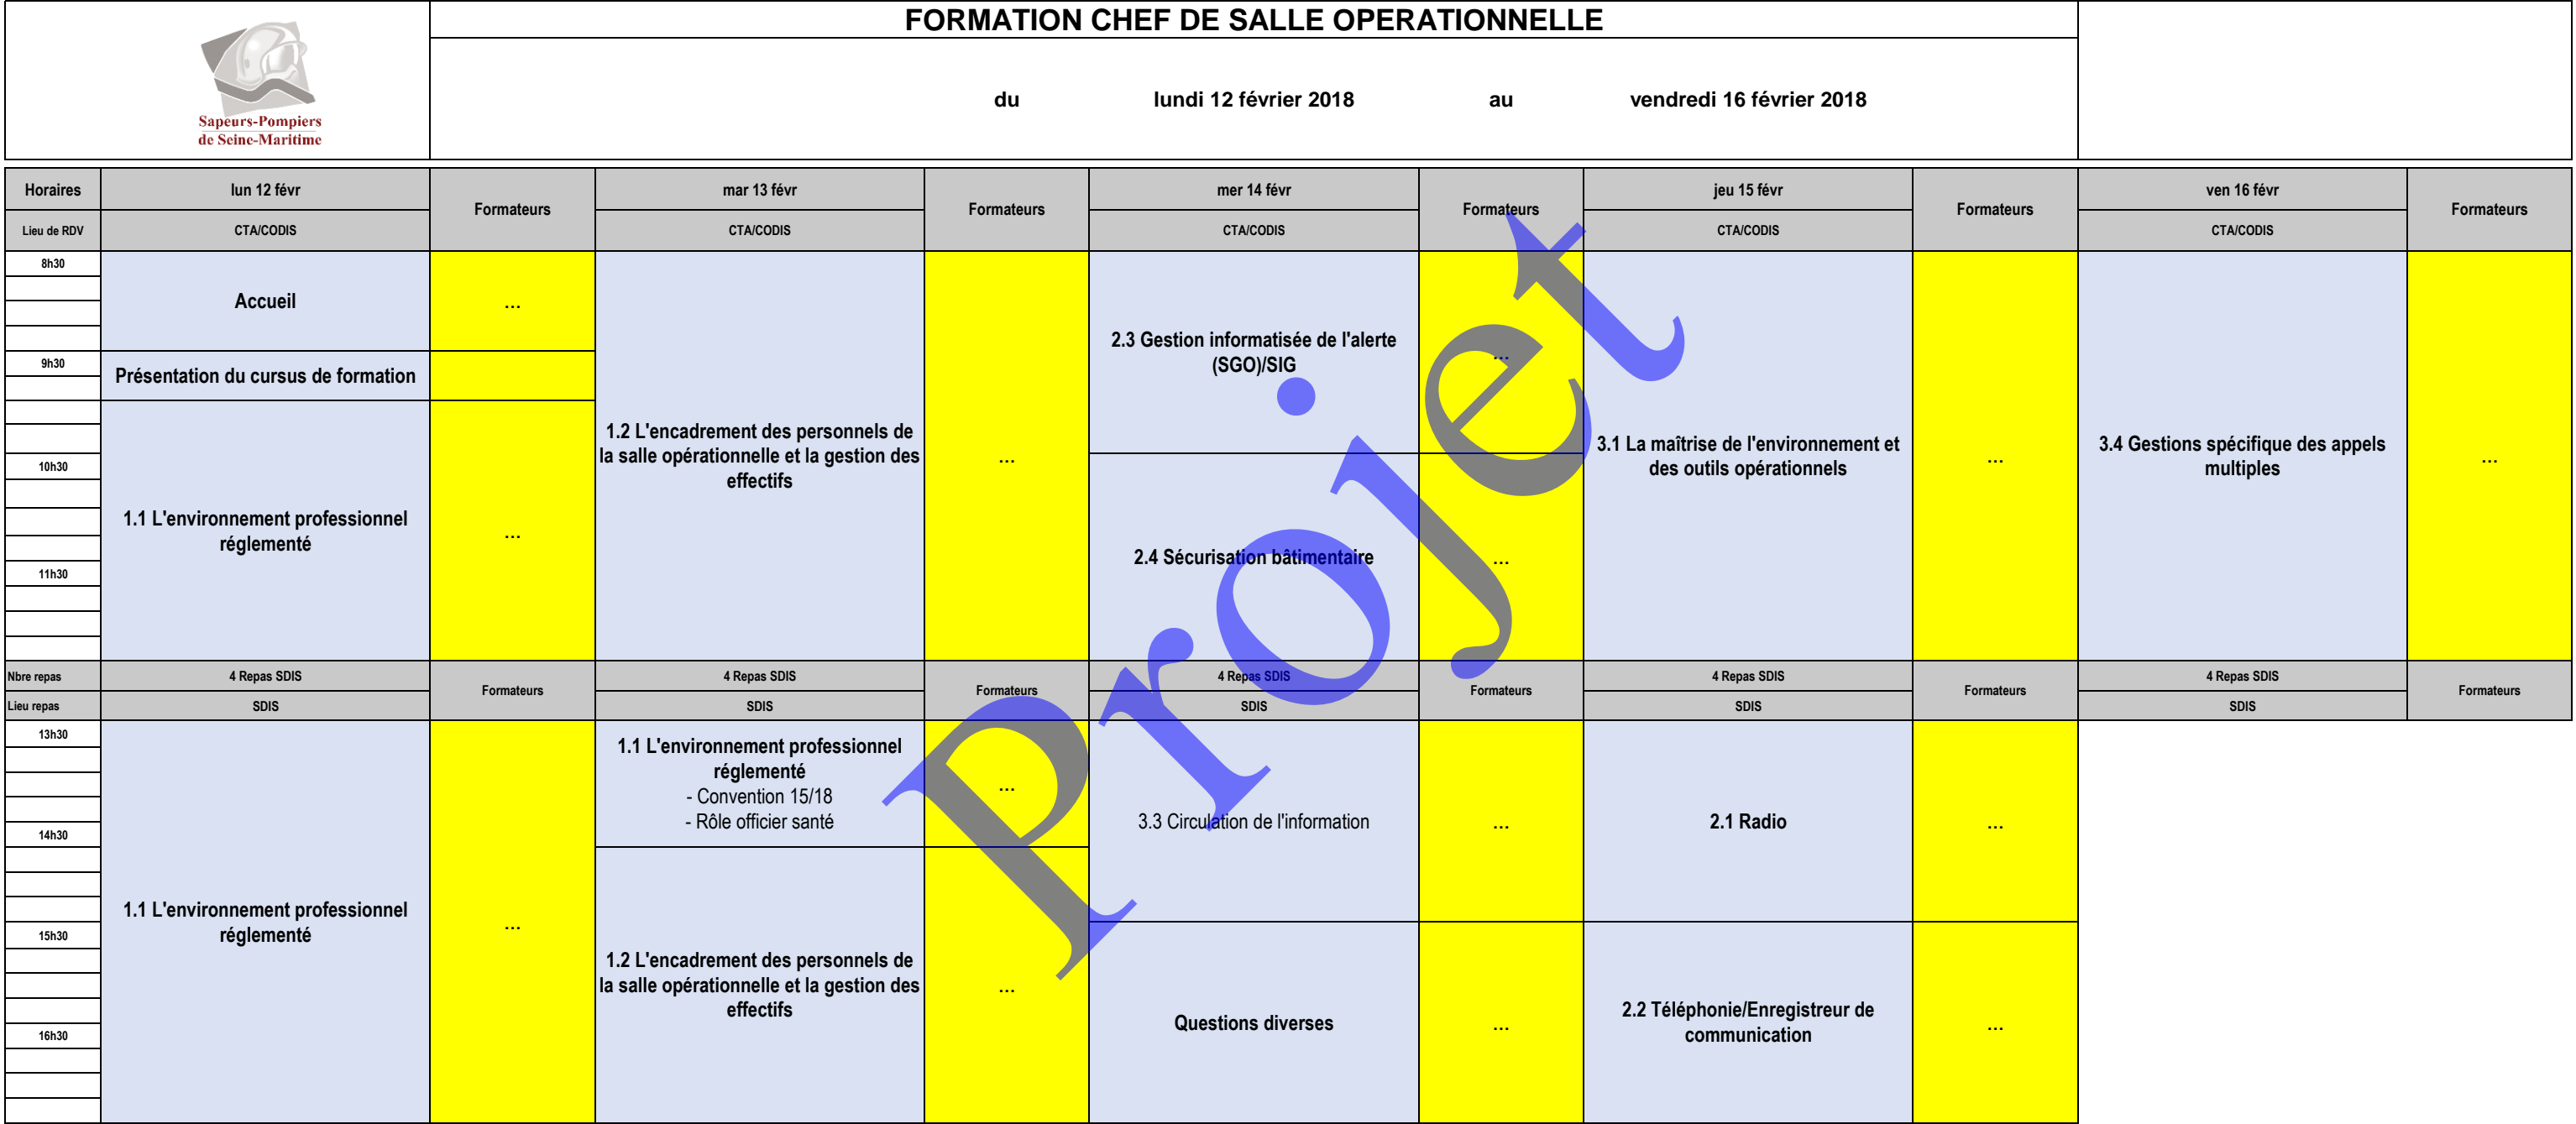 FORMATION CHEF DE SALLE OPERATIONNELLE
Sapeurs-Pompiers
de Seine-Maritime
du lundi 12 février 2018 au vendredi 16 février 2018
Horaires lun 12 févr Formateurs mar 13 févr Formateurs mer 14 févr Formateurs jeu 15 févr Formateurs ven 16 févr Formateurs
Lieu de RDV CTA/CODIS CTA/CODIS CTA/CODIS CTA/CODIS CTA/CODIS
8h30
9h30
10h30
11h30
Accueil
...
Présentation du cursus de formation
1.1 L'environnement professionnel
réglementé
...
1.2 L'encadrement des personnels de
la salle opérationnelle et la gestion des
effectifs
...
2.3 Gestion informatisée de l'alerte
(SGO)/SIG
...
2.4 Sécurisation bâtimentaire
...
3.1 La maîtrise de l'environnement et
des outils opérationnels
...
3.4 Gestions spécifique des appels
multiples
...
Nbre repas 4 Repas SDIS Formateurs 4 Repas SDIS Formateurs 4 Repas SDIS Formateurs 4 Repas SDIS Formateurs 4 Repas SDIS Formateurs
Lieu repas SDIS SDIS SDIS SDIS SDIS
13h30
14h30
15h30
16h30
1.1 L'environnement professionnel
réglementé
...
1.1 L'environnement professionnel
réglementé
- Convention 15/18
- Rôle officier santé
...
1.2 L'encadrement des personnels de
la salle opérationnelle et la gestion des
effectifs
...
3.3 Circulation de l'information
...
Questions diverses
...
2.1 Radio
...
2.2 Téléphonie/Enregistreur de
communication
...
Projet